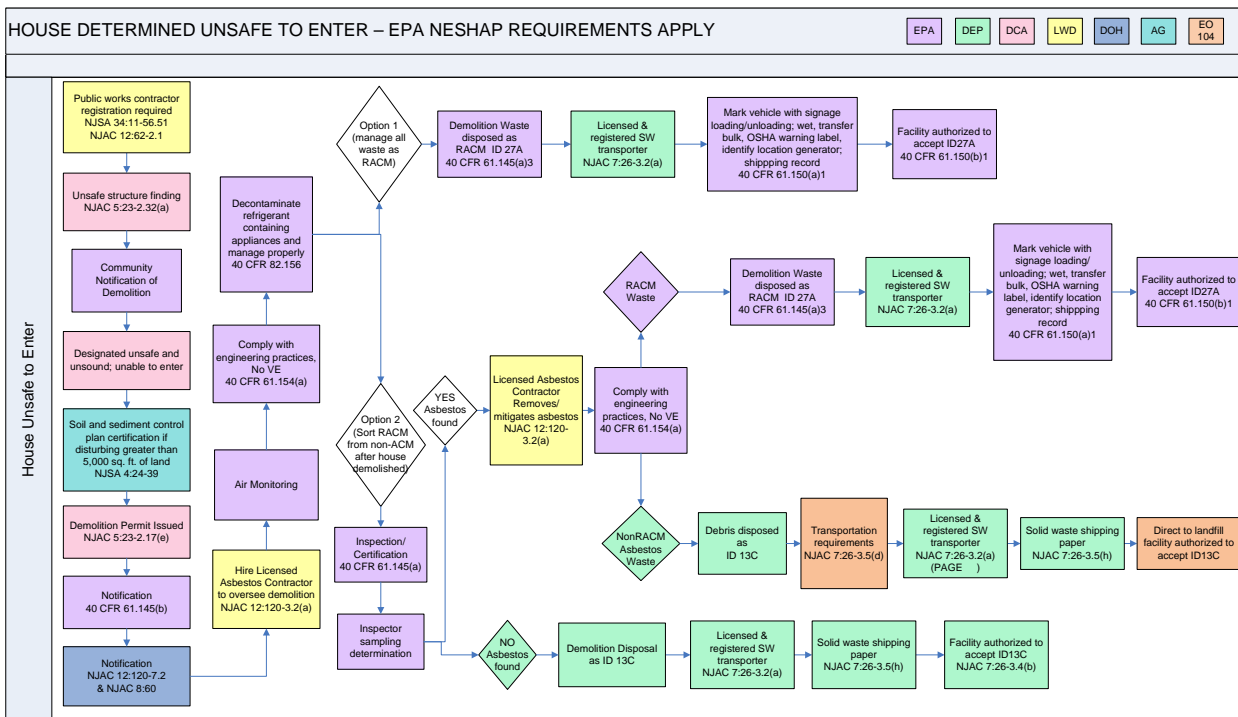 HOUSE DETERMINED UNSAFE TO ENTER – EPA NESHAP REQUIREMENTS APPLY
EPA
DEP
DCA
LWD
DOH
AG
EO
104
House Unsafe to Enter
Public works contractor
registration required
NJSA 34:11-56.51
NJAC 12:62-2.1
Unsafe structure finding
NJAC 5:23-2.32(a)
Community
Notification of
Demolition
Designated unsafe and
unsound; unable to enter
Soil and sediment control
plan certification if
disturbing greater than
5,000 sq. ft. of land
NJSA 4:24-39
Demolition Permit Issued
NJAC 5:23-2.17(e)
Notification
40 CFR 61.145(b)
Notification
NJAC 12:120-7.2
& NJAC 8:60
Hire Licensed
Asbestos Contractor
to oversee demolition
NJAC 12:120-3.2(a)
Air Monitoring
Comply with
engineering practices,
No VE
40 CFR 61.154(a)
Decontaminate
refrigerant
containing
appliances and
manage properly
40 CFR 82.156
Option 1
(manage all
waste as
RACM)
Demolition Waste
disposed as
RACM ID 27A
40 CFR 61.145(a)3
Licensed &
registered SW
transporter
NJAC 7:26-3.2(a)
Mark vehicle with signage
loading/unloading; wet, transfer
bulk, OSHA warning label,
identify location generator;
shippping record
40 CFR 61.150(a)1
Facility authorized to
accept ID27A
40 CFR 61.150(b)1
Option 2
(Sort RACM
from non-ACM
after house
demolished)
Inspection/
Certification
40 CFR 61.145(a)
Inspector
sampling
determination
YES
Asbestos
found
Licensed Asbestos
Contractor
Removes/
mitigates asbestos
NJAC 12:120-
3.2(a)
Comply with
engineering
practices, No VE
40 CFR 61.154(a)
RACM
Waste
Demolition Waste
disposed as
RACM ID 27A
40 CFR 61.145(a)3
Licensed &
registered SW
transporter
NJAC 7:26-3.2(a)
Mark vehicle with
signage loading/
unloading; wet, transfer
bulk, OSHA warning
label, identify location
generator; shippping
record
40 CFR 61.150(a)1
Facility authorized to
accept ID27A
40 CFR 61.150(b)1
NonRACM
Asbestos
Waste
Debris disposed
as
ID 13C
Transportation
requirements
NJAC 7:26-3.5(d)
Licensed &
registered SW
transporter
NJAC 7:26-3.2(a)
(PAGE )
Solid waste shipping
paper
NJAC 7:26-3.5(h)
Direct to landfill
facility authorized to
accept ID13C
NO
Asbestos
found
Demolition Disposal
as ID 13C
Licensed &
registered SW
transporter
NJAC 7:26-3.2(a)
Solid waste shipping
paper
NJAC 7:26-3.5(h)
Facility authorized to
accept ID13C
NJAC 7:26-3.4(b)